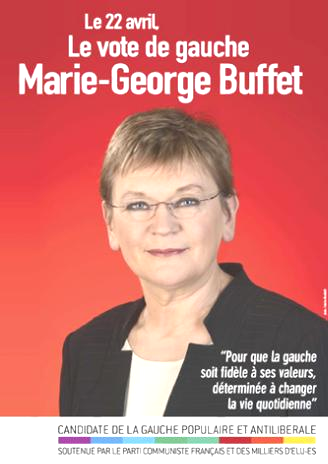 Le 22 avril,
Le vote de gauche
Marie-George Buffet
"Pour que la gauche
soit fidèle à ses valeurs,
déterminée à changer
la vie quotidienne"
CANDIDATE DE LA GAUCHE POPULAIRE ET ANTILIBERALE
SOUTENUE PAR LE PARTI COMMUNISTE FRANÇAIS ET DES MILLIERS D'ELU-ES